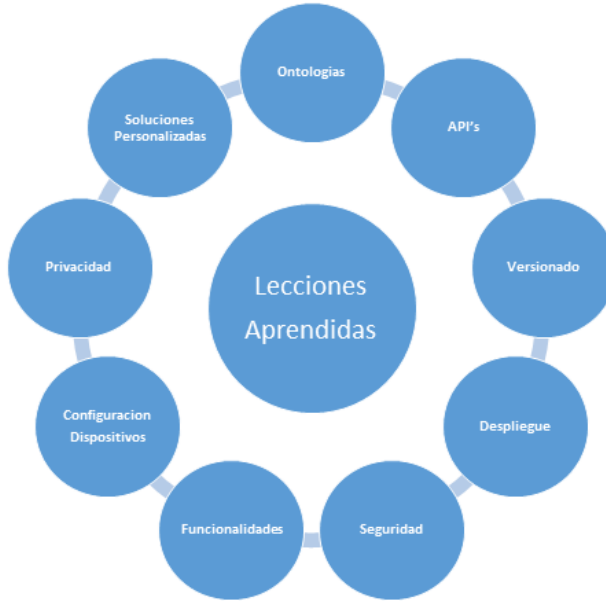 Ontologias
API's
Versionado
Despliegue
Seguridad
Funcionalidades
Configuracion
Dispositivos
Privacidad
Soluciones
Personalizadas
Lecciones
Aprendidas